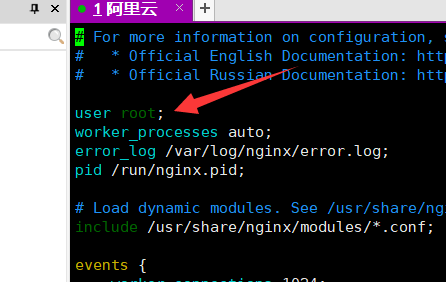 1 阿里云
# For more information on configuration, s
#   * Official English Documentation: htt
#   * Official Russian Documentation: htt
user root;
worker_processes auto;
error_log /var/log/nginx/error.log;
pid /run/nginx.pid;
# Load dynamic modules. See /usr/share/ng
include /usr/share/nginx/modules/*.conf;
events {
worker_connections 1024;